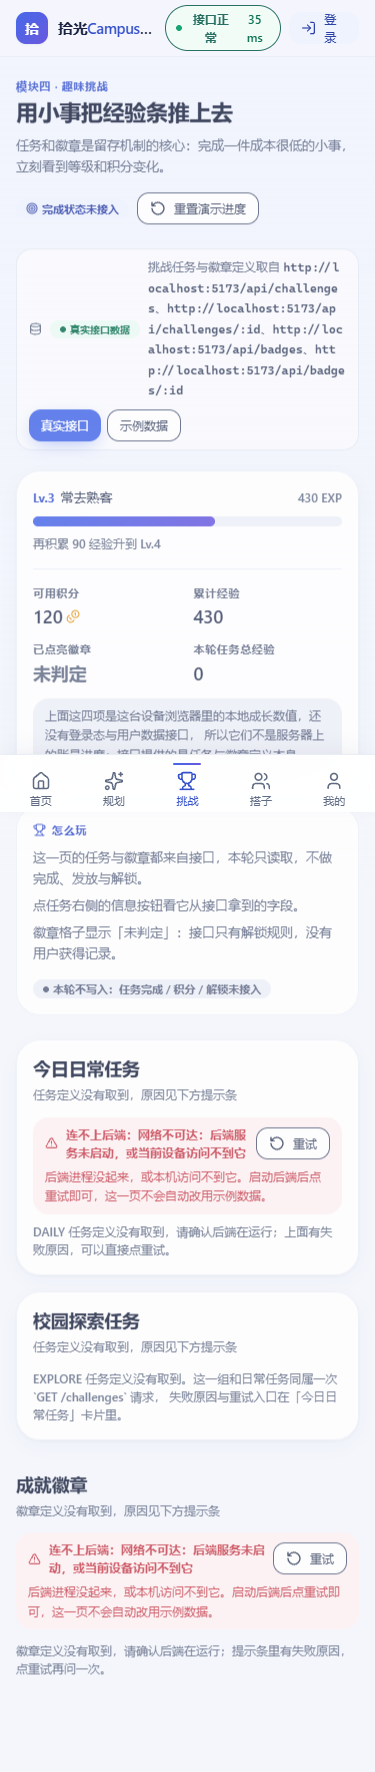 拾 拾光Campus... 接口正常 35 ms 登录
模块四 · 趣味挑战
用小事把经验条推上去
任务和徽章是留存机制的核心：完成一件成本很低的小事，
立刻看到等级和积分变化。
完成状态未接入 重置演示进度
真实接口数据
挑战任务与徽章定义取自 http://l
ocalhost:5173/api/challenge
s、http://localhost:5173/ap
i/challenges/:id、http://loc
alhost:5173/api/badges、htt
p://localhost:5173/api/badge
s/:id
真实接口 示例数据
Lv.3 常去熟客 430 EXP
再积累 90 经验升到 Lv.4
可用积分 累计经验
120 430
已点亮徽章 本轮任务总经验
未判定 0
上面这四项是这台设备浏览器里的本地成长数值，还
没有登录态与用户数据接口，所以它们不是服务器上
首页 规划 挑战 搭子 我的
怎么玩
这一页的任务与徽章都来自接口，本轮只读取，不做
完成、发放与解锁。
点任务右侧的信息按钮看它从接口拿到的字段。
徽章格子显示「未判定」：接口只有解锁规则，没有
用户获得记录。
本轮不写入：任务完成 / 积分 / 解锁未接入
今日日常任务
任务定义没有取到，原因见下方提示条
连不上后端：网络不可达：后端服
务未启动，或当前设备访问不到它
重试
后端进程没起来，或本机访问不到它。启动后端后点
重试即可，这一页不会自动改用示例数据。
DAILY 任务定义没有取到，请确认后端在运行；上面有失
败原因，可以直接点重试。
校园探索任务
任务定义没有取到，原因见下方提示条
EXPLORE 任务定义没有取到。这一组和日常任务同属一次
`GET /challenges` 请求， 失败原因与重试入口在「今日日
常任务」卡片里。
成就徽章
徽章定义没有取到，原因见下方提示条
连不上后端：网络不可达：后端服务未启
动，或当前设备访问不到它
重试
后端进程没起来，或本机访问不到它。启动后端后点重试即
可，这一页不会自动改用示例数据。
徽章定义没有取到，请确认后端在运行；提示条里有失败原因，
点重试再问一次。